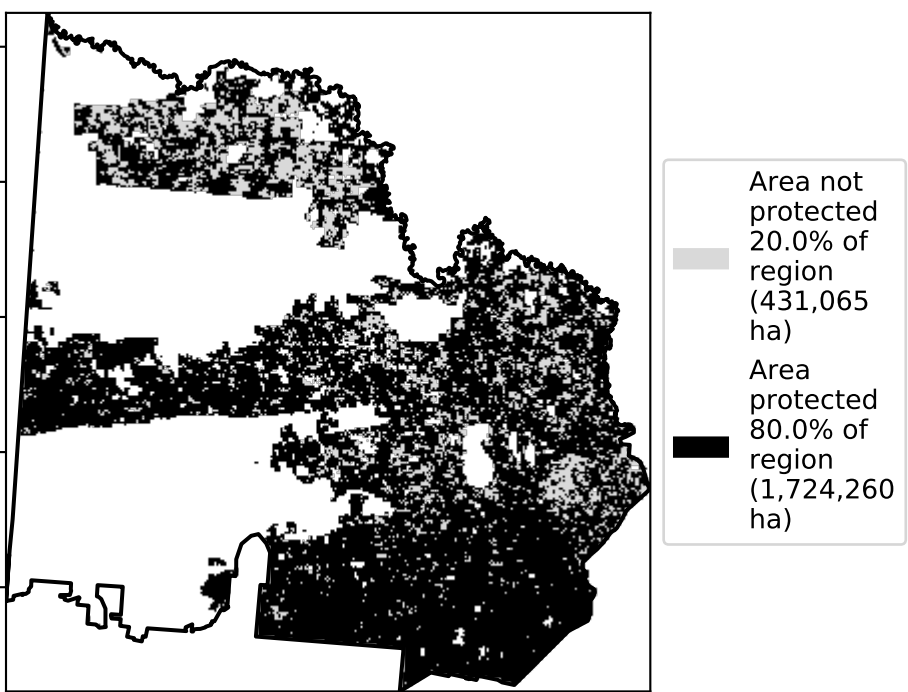 Area not
protected
20.0% of
region
(431,065
ha)
Area
protected
80.0% of
region
(1,724,260
ha)